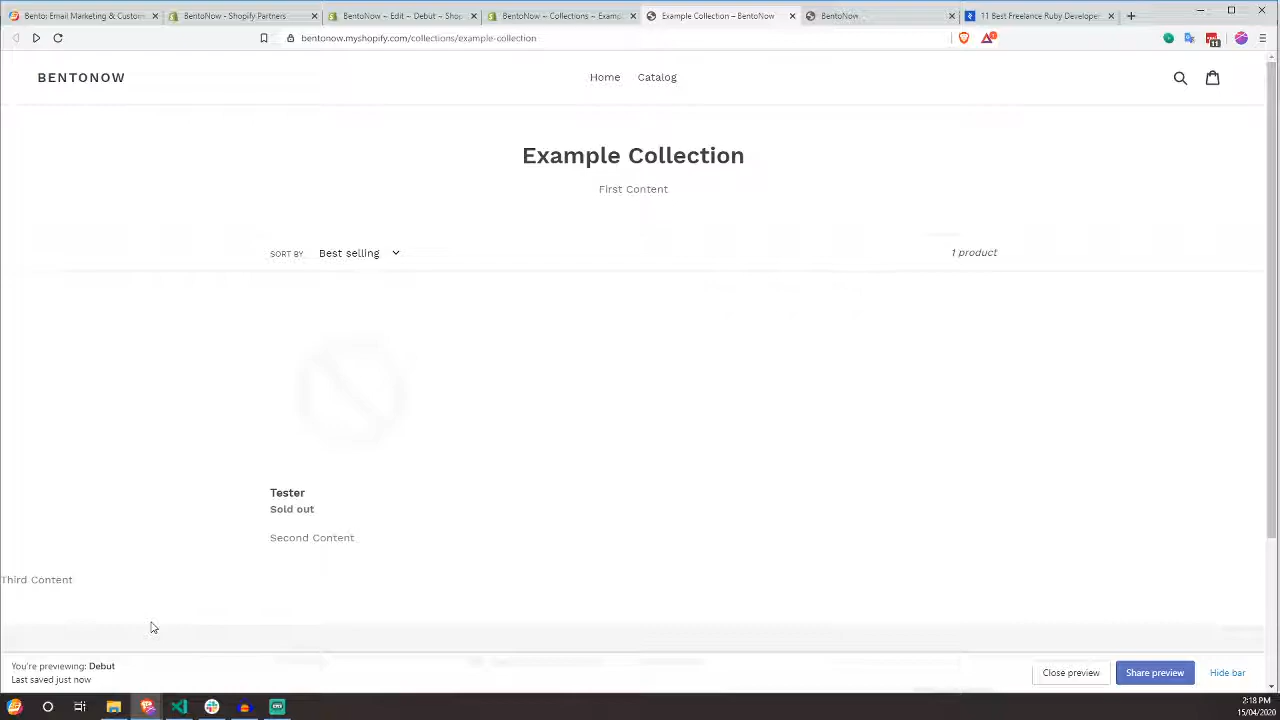 Bento: Email Marketing & Custom
BentoNow - Shopify Partners
BentoNow ~ Edit ~ Debut · Shop
BentoNow ~ Collections ~ Examp
Example Collection – BentoNow
BentoNow
11 Best Freelance Ruby Developer
bentonow.myshopify.com/collections/example-collection
11
BENTONOW
Home
Catalog
Example Collection
First Content
SORT BY
Best selling
1 product
Tester
Sold out
Second Content
Third Content
You're previewing: Debut
Last saved just now
Close preview
Share preview
Hide bar
2:18 PM
15/04/2020